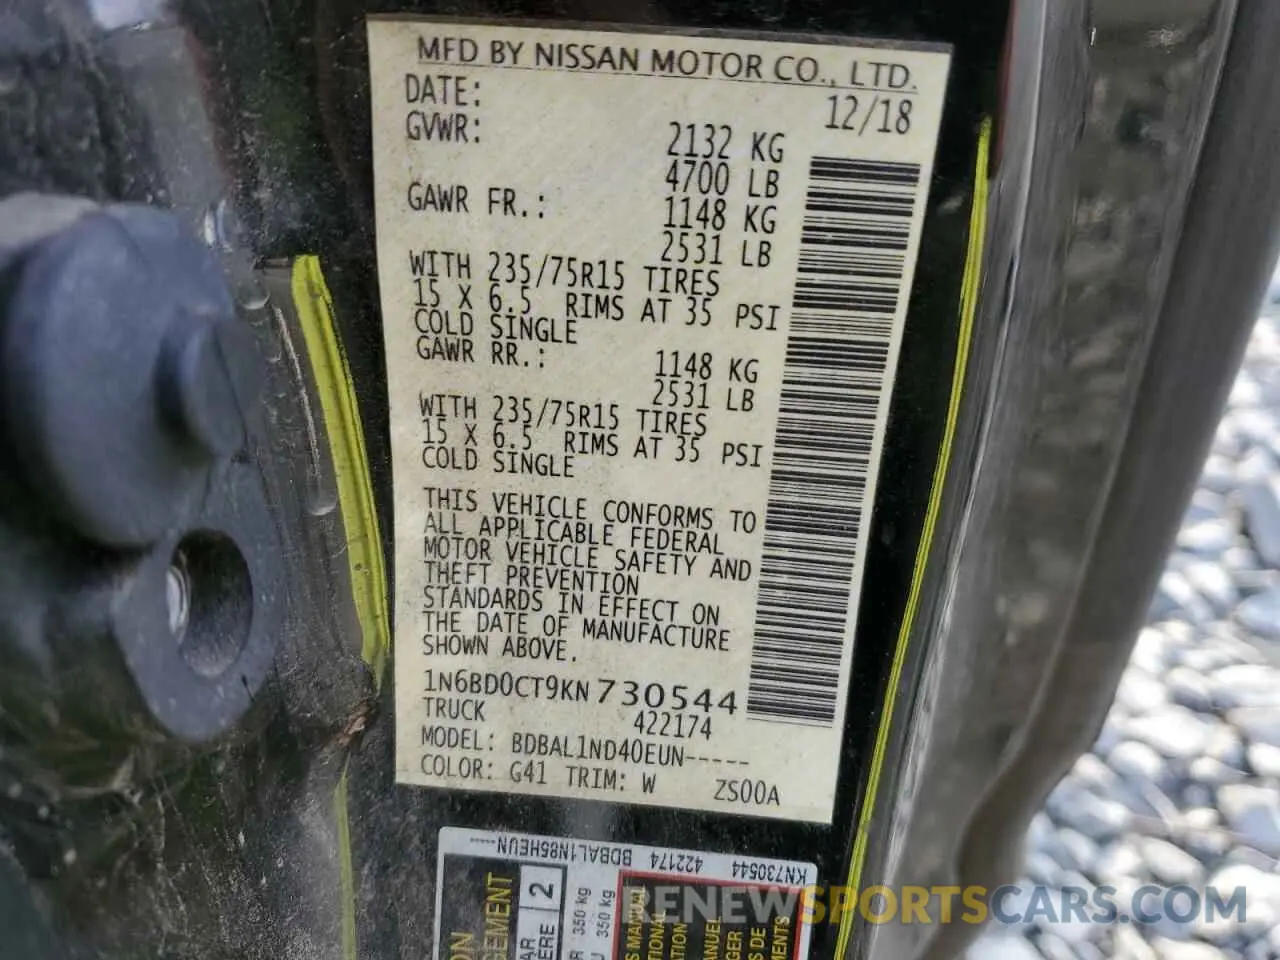 MFD BY NISSAN MOTOR CO., LTD.
DATE: 12/18
GVWR: 2132 KG
4700 LB
GAWR FR.: 1148 KG
2531 LB
WITH 235/75R15 TIRES
15 X 6.5 RIMS AT 35 PSI
COLD SINGLE
GAWR RR.: 1148 KG
2531 LB
WITH 235/75R15 TIRES
15 X 6.5 RIMS AT 35 PSI
COLD SINGLE
THIS VEHICLE CONFORMS TO
ALL APPLICABLE FEDERAL
MOTOR VEHICLE SAFETY AND
THEFT PREVENTION
STANDARDS IN EFFECT ON
THE DATE OF MANUFACTURE
SHOWN ABOVE.
1N6BD0CT9KN730544
TRUCK 422174
MODEL: BDBAL1ND40EUN-----
COLOR: G41 TRIM: W ZS00A
KN730544 422174 BDBAL1N85HEUN----
2
350 kg
350 kg
S MANUAL
ANUEL
RENEWSPORTSCARS.COM